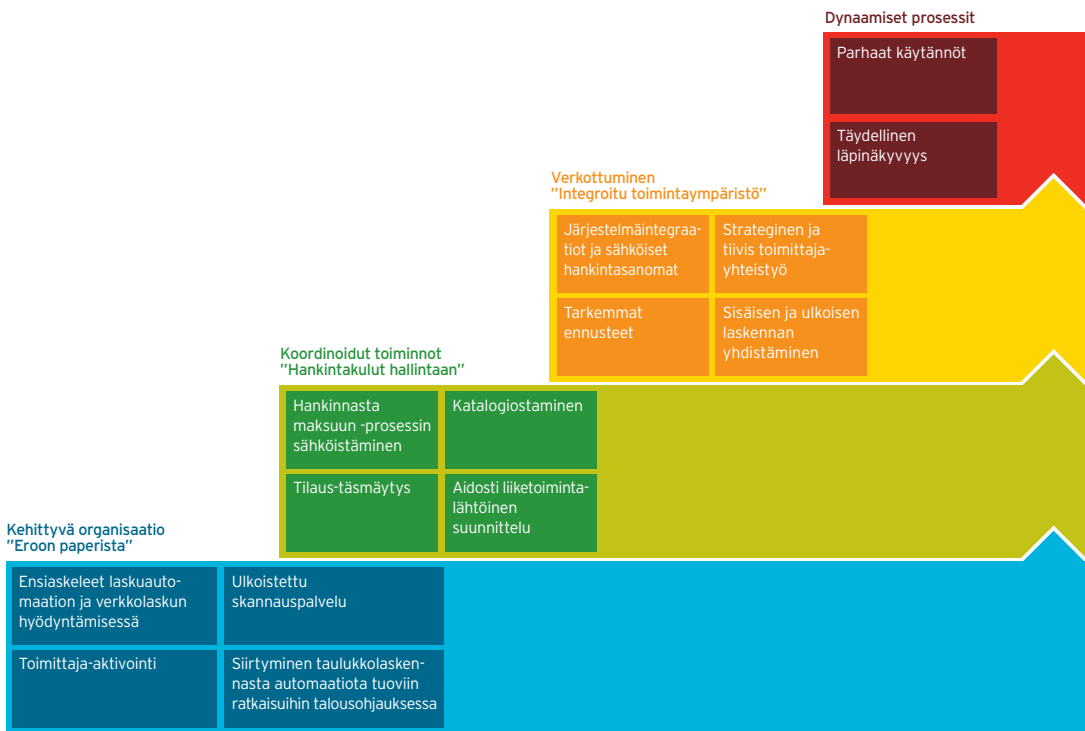 Dynaamiset prosessit
Parhaat käytännöt
Täydellinen
läpinäkyvyys
Verkottuminen
”Integroitu toimintaympäristö”
Järjestelmäintegraa-
tiot ja sähköiset
hankintasanomat
Strateginen ja
tiivis toimittaja-
yhteistyö
Tarkemmat
ennusteet
Sisäisen ja ulkoisen
laskennan
yhdistäminen
Koordinoidut toiminnot
”Hankintakulut hallintaan”
Hankinnasta
maksuun -prosessin
sähköistäminen
Katalogiostaminen
Tilaus-täsmäytys
Aidosti liiketoiminta-
lähtöinen
suunnittelu
Kehittyvä organisaatio
”Eroon paperista”
Ensiaskeleet laskuauto-
maation ja verkkolaskun
hyödyntämisessä
Ulkoistettu
skannauspalvelu
Toimittaja-aktivointi
Siirtyminen taulukkolasken-
nasta automaatiota tuoviin
ratkaisuihin talousohjauksessa